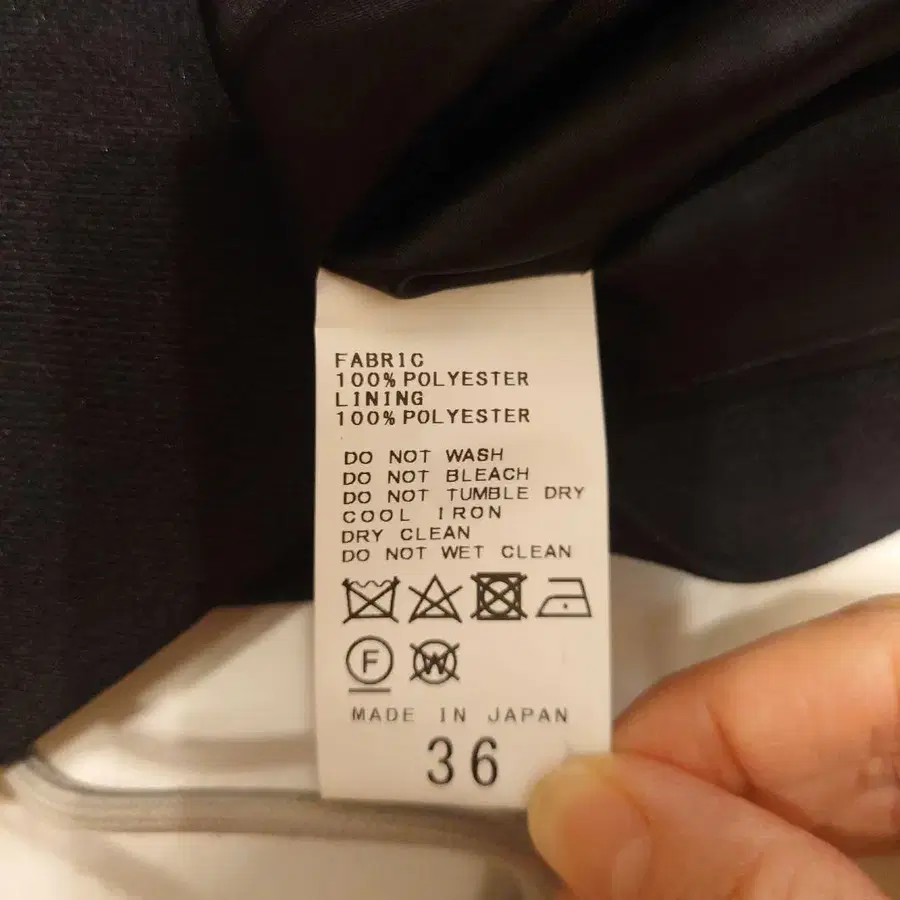 FABRIC
100% POLYESTER
LINING
100% POLYESTER
DO NOT WASH
DO NOT BLEACH
DO NOT TUMBLE DRY
COOL IRON
DRY CLEAN
DO NOT WET CLEAN
F W
MADE IN JAPAN
36